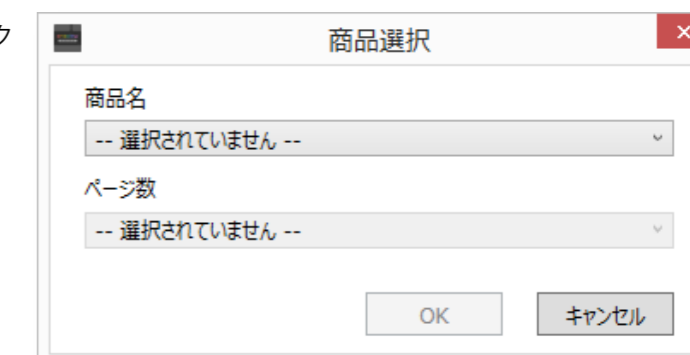 ク
商品選択
商品名
-- 選択されていません --
ページ数
-- 選択されていません --
OK キャンセル